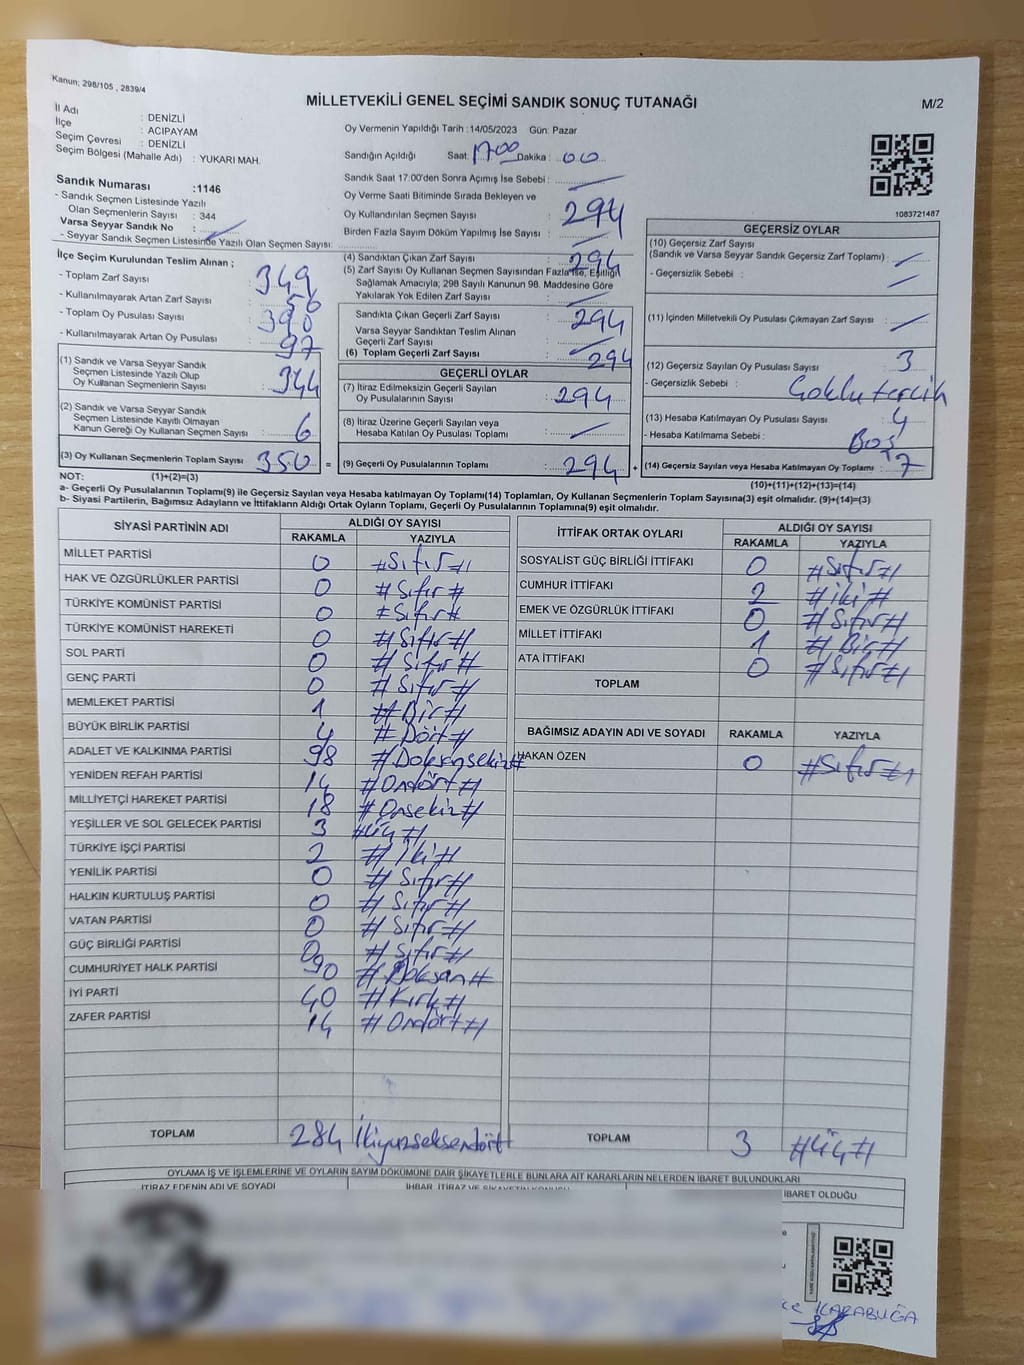 Kanun; 298/105 , 2839/4
MİLLETVEKİLİ GENEL SEÇİMİ SANDIK SONUÇ TUTANAĞI
M/2
İl Adı : DENİZLİ
İlçe : ACIPAYAM
Seçim Çevresi : DENİZLİ
Seçim Bölgesi (Mahalle Adı) : YUKARI MAH.
Sandık Numarası :1146
- Sandık Seçmen Listesinde Yazılı
Olan Seçmenlerin Sayısı : 344
Varsa Seyyar Sandık No :
- Seyyar Sandık Seçmen Listesinde Yazılı Olan Seçmen Sayısı:
Oy Vermenin Yapıldığı Tarih :14/05/2023 Gün: Pazar
Sandığın Açıldığı Saat: 1700 Dakika : 00
Sandık Saat 17.00'den Sonra Açımış İse Sebebi :
Oy Verme Saati Bitiminde Sırada Bekleyen ve
Oy Kullandırılan Seçmen Sayısı : 294
Birden Fazla Sayım Döküm Yapılmış İse Sayısı :
1083721487
İlçe Seçim Kurulundan Teslim Alınan ;
- Toplam Zarf Sayısı : 349
- Kullanılmayarak Artan Zarf Sayısı : 56
- Toplam Oy Pusulası Sayısı : 390
- Kullanılmayarak Artan Oy Pusulası : 97
(1) Sandık ve Varsa Seyyar Sandık
Seçmen Listesinde Yazılı Olup
Oy Kullanan Seçmenlerin Sayısı : 344
(2) Sandık ve Varsa Seyyar Sandık
Seçmen Listesinde Kayıtlı Olmayan
Kanun Gereği Oy Kullanan Seçmen Sayısı : 6
(3) Oy Kullanan Seçmenlerin Toplam Sayısı : 350 =
(4) Sandıktan Çıkan Zarf Sayısı : 294
(5) Zarf Sayısı Oy Kullanan Seçmen Sayısından Fazla İse, Eşitliği
Sağlamak Amacıyla; 298 Sayılı Kanunun 98. Maddesine Göre
Yakılarak Yok Edilen Zarf Sayısı :
Sandıkta Çıkan Geçerli Zarf Sayısı : 294
Varsa Seyyar Sandıktan Teslim Alınan
Geçerli Zarf Sayısı :
(6) Toplam Geçerli Zarf Sayısı : 294
GEÇERLİ OYLAR
(7) İtiraz Edilmeksizin Geçerli Sayılan
Oy Pusulalarının Sayısı : 294
(8) İtiraz Üzerine Geçerli Sayılan veya
Hesaba Katılan Oy Pusulası Toplamı :
(9) Geçerli Oy Pusulalarının Toplamı : 294 +
GEÇERSİZ OYLAR
(10) Geçersiz Zarf Sayısı
(Sandık ve Varsa Seyyar Sandık Geçersiz Zarf Toplamı) :
- Geçersizlik Sebebi :
(11) İçinden Milletvekili Oy Pusulası Çıkmayan Zarf Sayısı :
(12) Geçersiz Sayılan Oy Pusulası Sayısı : 3
- Geçersizlik Sebebi : Çoklu tercih
(13) Hesaba Katılmayan Oy Pusulası Sayısı : 4
- Hesaba Katılmama Sebebi : Boş
(14) Geçersiz Sayılan veya Hesaba Katılmayan Oy Toplamı : 7
NOT: (1)+(2)=(3)
(10)+(11)+(12)+(13)=(14)
a- Geçerli Oy Pusulalarının Toplamı(9) ile Geçersiz Sayılan veya Hesaba katılmayan Oy Toplamı(14) Toplamları, Oy Kullanan Seçmenlerin Toplam Sayısına(3) eşit olmalıdır. (9)+(14)=(3)
b- Siyasi Partilerin, Bağımsız Adayların ve İttifakların Aldığı Ortak Oyların Toplamı, Geçerli Oy Pusulalarının Toplamına(9) eşit olmalıdır.
SİYASİ PARTİNİN ADI ALDIĞI OY SAYISI
RAKAMLA YAZIYLA
MİLLET PARTİSİ 0 #Sıfır#
HAK VE ÖZGÜRLÜKLER PARTİSİ 0 #Sıfır#
TÜRKİYE KOMÜNİST PARTİSİ 0 #Sıfır#
TÜRKİYE KOMÜNİST HAREKETİ 0 #Sıfır#
SOL PARTİ 0 #Sıfır#
GENÇ PARTİ 0 #Sıfır#
MEMLEKET PARTİSİ 1 #Bir#
BÜYÜK BİRLİK PARTİSİ 4 #Dört#
ADALET VE KALKINMA PARTİSİ 98 #Doksansekiz#
YENİDEN REFAH PARTİSİ 14 #Ondört#
MİLLİYETÇİ HAREKET PARTİSİ 18 #Onsekiz#
YEŞİLLER VE SOL GELECEK PARTİSİ 3 #üç#
TÜRKİYE İŞÇİ PARTİSİ 2 #İki#
YENİLİK PARTİSİ 0 #Sıfır#
HALKIN KURTULUŞ PARTİSİ 0 #Sıfır#
VATAN PARTİSİ 0 #Sıfır#
GÜÇ BİRLİĞİ PARTİSİ 0 #Sıfır#
CUMHURİYET HALK PARTİSİ 90 #Doksan#
İYİ PARTİ 40 #Kırk#
ZAFER PARTİSİ 14 #Ondört#
TOPLAM 284 İkiyüzseksendört
İTTİFAK ORTAK OYLARI ALDIĞI OY SAYISI
RAKAMLA YAZIYLA
SOSYALİST GÜÇ BİRLİĞİ İTTİFAKI 0 #Sıfır#
CUMHUR İTTİFAKI 2 #iki#
EMEK VE ÖZGÜRLÜK İTTİFAKI 0 #Sıfır#
MİLLET İTTİFAKI 1 #Bir#
ATA İTTİFAKI 0 #Sıfır#
TOPLAM
BAĞIMSIZ ADAYIN ADI VE SOYADI RAKAMLA YAZIYLA
HAKAN ÖZEN 0 #Sıfır#
TOPLAM 3 #üç#
OYLAMA İŞ VE İŞLEMLERİNE VE OYLARIN SAYIM DÖKÜMÜNE DAİR ŞİKAYETLERLE BUNLARA AİT KARARLARIN NELERDEN İBARET BULUNDUKLARI
İTİRAZ EDENİN ADI VE SOYADI İHBAR, İTİRAZ VE ŞİKAYETİN KONUSU İBARET OLDUĞU
KARABUĞA